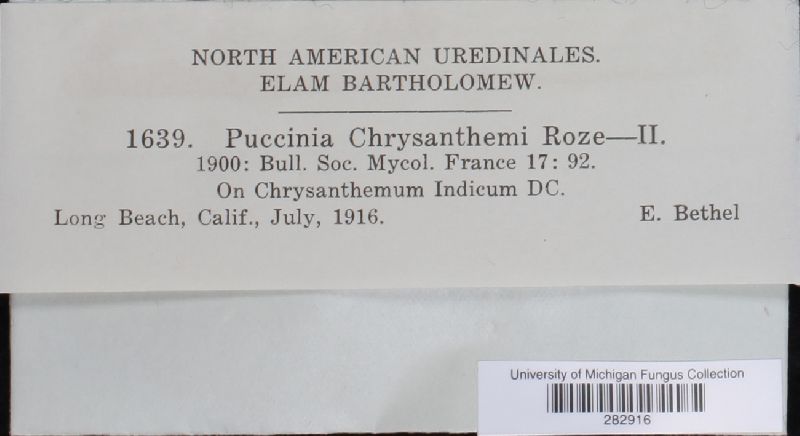 NORTH AMERICAN UREDINALES.
ELAM BARTHOLOMEW.
1639. Puccinia Chrysanthemi Roze—II.
1900: Bull. Soc. Mycol. France 17: 92.
On Chrysanthemum Indicum DC.
Long Beach, Calif., July, 1916. E. Bethel
University of Michigan Fungus Collection
282916